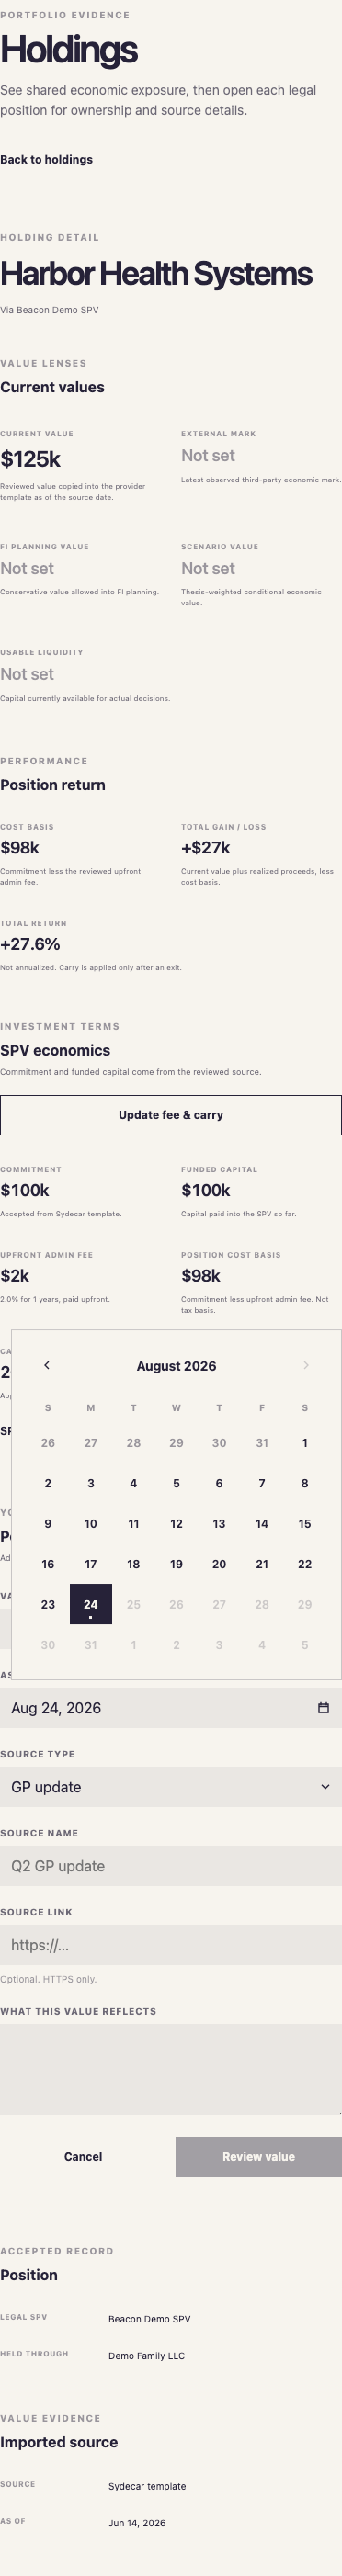 PORTFOLIO EVIDENCE
Holdings
See shared economic exposure, then open each legal
position for ownership and source details.
Back to holdings
HOLDING DETAIL
Harbor Health Systems
Via Beacon Demo SPV
VALUE LENSES
Current values
CURRENT VALUE
$125k
Reviewed value copied into the provider
template as of the source date.
EXTERNAL MARK
Not set
Latest observed third-party economic mark.
FI PLANNING VALUE
Not set
Conservative value allowed into FI planning.
SCENARIO VALUE
Not set
Thesis-weighted conditional economic
value.
USABLE LIQUIDITY
Not set
Capital currently available for actual decisions.
PERFORMANCE
Position return
COST BASIS
$98k
Commitment less the reviewed upfront
admin fee.
TOTAL GAIN / LOSS
+$27k
Current value plus realized proceeds, less
cost basis.
TOTAL RETURN
+27.6%
Not annualized. Carry is applied only after an exit.
INVESTMENT TERMS
SPV economics
Commitment and funded capital come from the reviewed source.
Update fee & carry
COMMITMENT
$100k
Accepted from Sydecar template.
FUNDED CAPITAL
$100k
Capital paid into the SPV so far.
UPFRONT ADMIN FEE
$2k
2.0% for 1 years, paid upfront.
POSITION COST BASIS
$98k
Commitment less upfront admin fee. Not
tax basis.
August 2026
S M T W T F S
26 27 28 29 30 31 1
2 3 4 5 6 7 8
9 10 11 12 13 14 15
16 17 18 19 20 21 22
23 24 25 26 27 28 29
30 31 1 2 3 4 5
Aug 24, 2026
SOURCE TYPE
GP update
SOURCE NAME
Q2 GP update
SOURCE LINK
https://...
Optional. HTTPS only.
WHAT THIS VALUE REFLECTS
Cancel
Review value
ACCEPTED RECORD
Position
LEGAL SPV
Beacon Demo SPV
HELD THROUGH
Demo Family LLC
VALUE EVIDENCE
Imported source
SOURCE
Sydecar template
AS OF
Jun 14, 2026